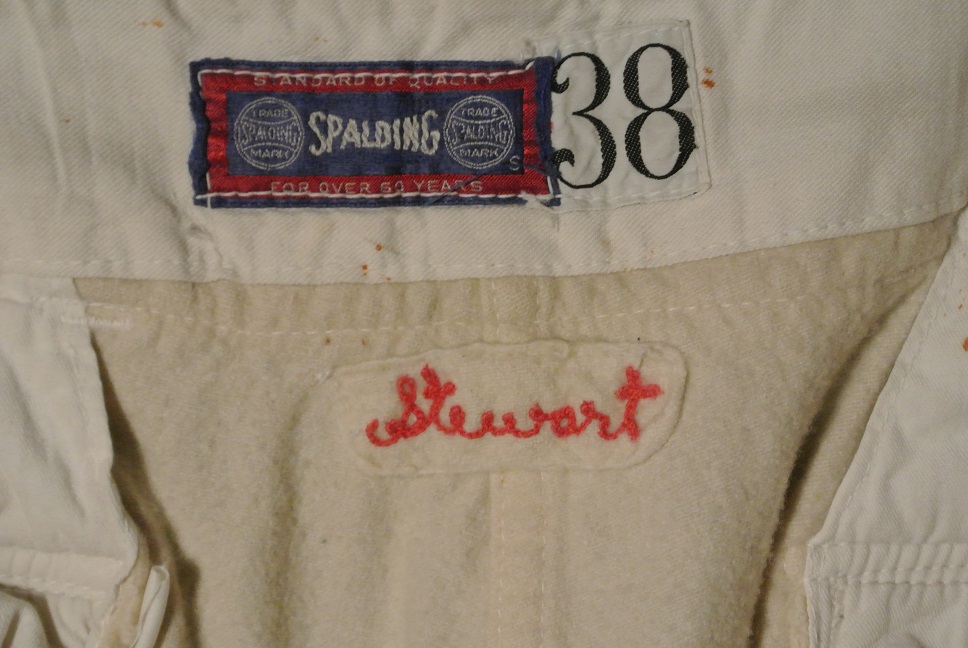 STANDARD OF QUALITY
TRADE
SPALDING
MARK
SPALDING
TRADE
SPALDING
MARK
S
FOR OVER 60 YEARS
38
Stewart